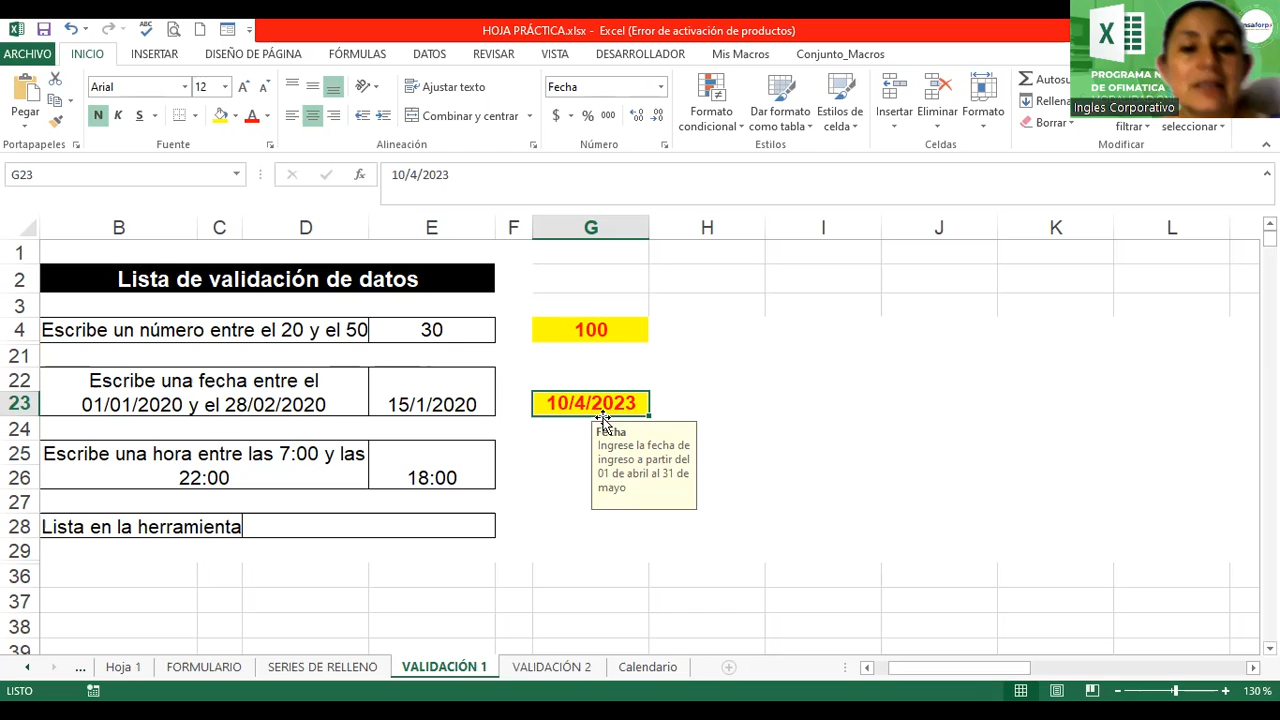 HOJA PRÁCTICA.xlsx - Excel (Error de activación de productos)
ARCHIVO INICIO INSERTAR DISEÑO DE PÁGINA FÓRMULAS DATOS REVISAR VISTA DESARROLLADOR Mis Macros Conjunto_Macros
Pegar
Arial 12
N K S
Ajustar texto
Combinar y centrar
Fecha
$ % 000
Formato condicional
Dar formato como tabla
Estilos de celda
Insertar
Eliminar
Formato
Autosu
Rellena
Borrar
filtrar
seleccionar
Portapapeles Fuente Alineación Número Estilos Celdas Modificar
PROGRAMA N
DE OFIMATICA
Ingles Corporativo
G23 fx 10/4/2023
B C D E F G H I J K L
1
2 Lista de validación de datos
3
4 Escribe un número entre el 20 y el 50 30 100
21
22 Escribe una fecha entre el
23 01/01/2020 y el 28/02/2020 15/1/2020 10/4/2023
24
Fecha
Ingrese la fecha de
ingreso a partir del
01 de abril al 31 de
mayo
25 Escribe una hora entre las 7:00 y las
26 22:00 18:00
27
28 Lista en la herramienta
29
36
37
38
39
... Hoja 1 FORMULARIO SERIES DE RELLENO VALIDACIÓN 1 VALIDACIÓN 2 Calendario
LISTO 130 %